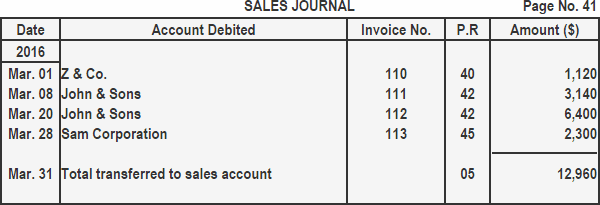 SALES JOURNAL Page No. 41
Date Account Debited Invoice No. P.R Amount ($)
2016
Mar. 01 Z & Co. 110 40 1,120
Mar. 08 John & Sons 111 42 3,140
Mar. 20 John & Sons 112 42 6,400
Mar. 28 Sam Corporation 113 45 2,300
Mar. 31 Total transferred to sales account 05 12,960